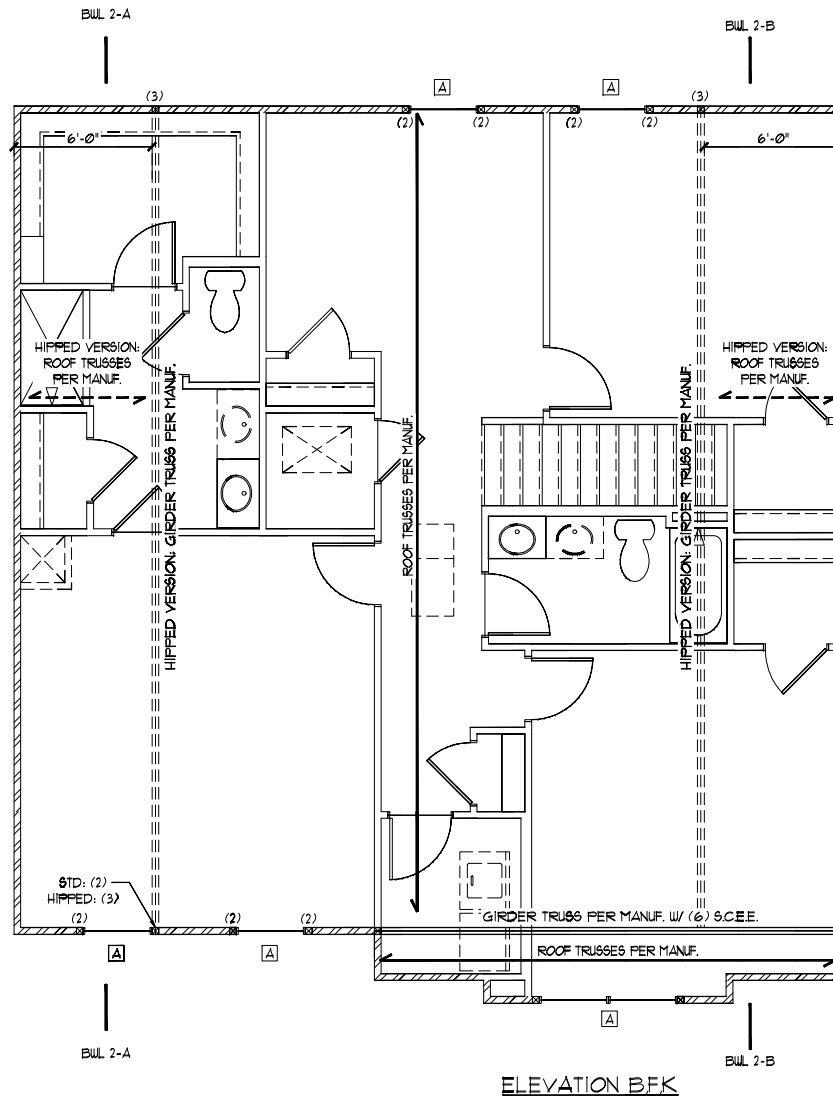 BWL 2-A
BWL 2-B
A
A
(3)
(3)
(2)
(2)
(2)
(2)
6'-0"
6'-0"
HIPPED VERSION:
ROOF TRUSSES
PER MANUF.
HIPPED VERSION:
ROOF TRUSSES
PER MANUF.
HIPPED VERSION: GIRDER TRUSS PER MANUF.
ROOF TRUSSES PER MANUF.
HIPPED VERSION: GIRDER TRUSS PER MANUF.
STD: (2)
HIPPED: (3)
(2)
(2)
(2)
GIRDER TRUSS PER MANUF. W/ (6) S.C.E.E.
A
A
ROOF TRUSSES PER MANUF.
A
BWL 2-A
BWL 2-B
ELEVATION B,F,K